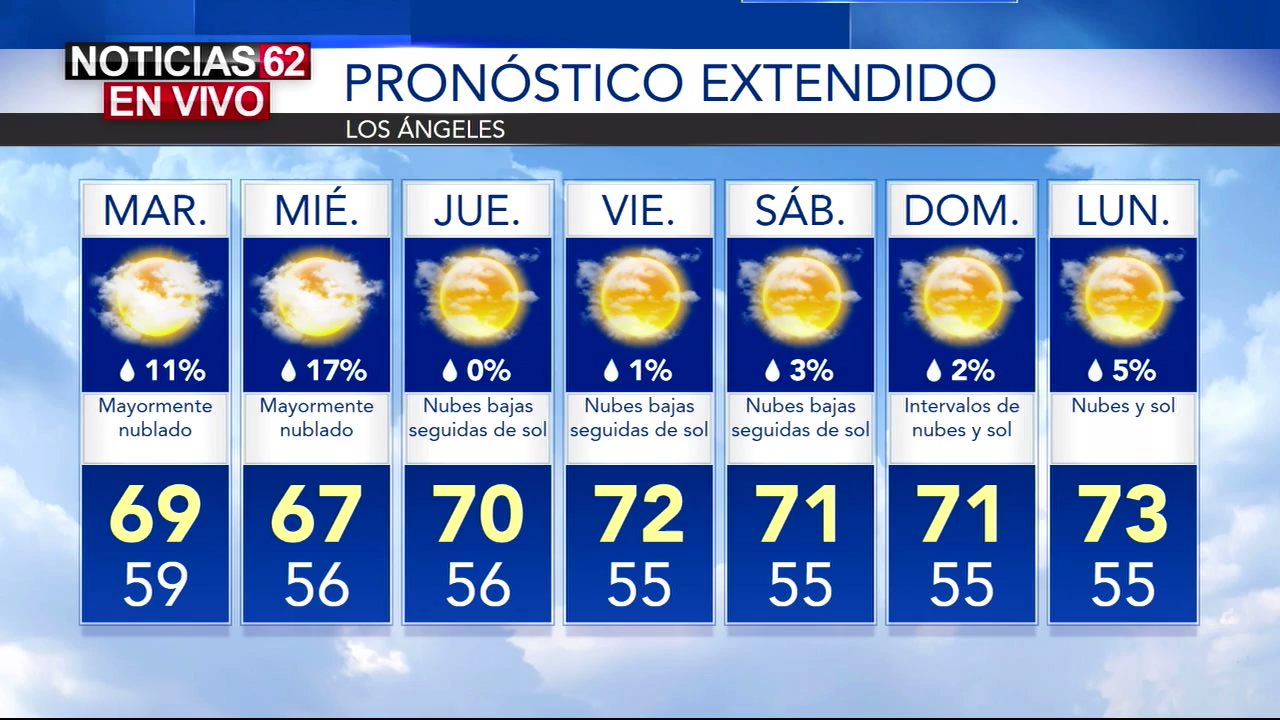 NOTICIAS 62
EN VIVO
PRONÓSTICO EXTENDIDO
LOS ÁNGELES
MAR. MIÉ. JUE. VIE. SÁB. DOM. LUN.
11% 17% 0% 1% 3% 2% 5%
Mayormente Mayormente Nubes bajas Nubes bajas Nubes bajas Intervalos de Nubes y sol
nublado nublado seguidas de sol seguidas de sol seguidas de sol nubes y sol
69 67 70 72 71 71 73
59 56 56 55 55 55 55